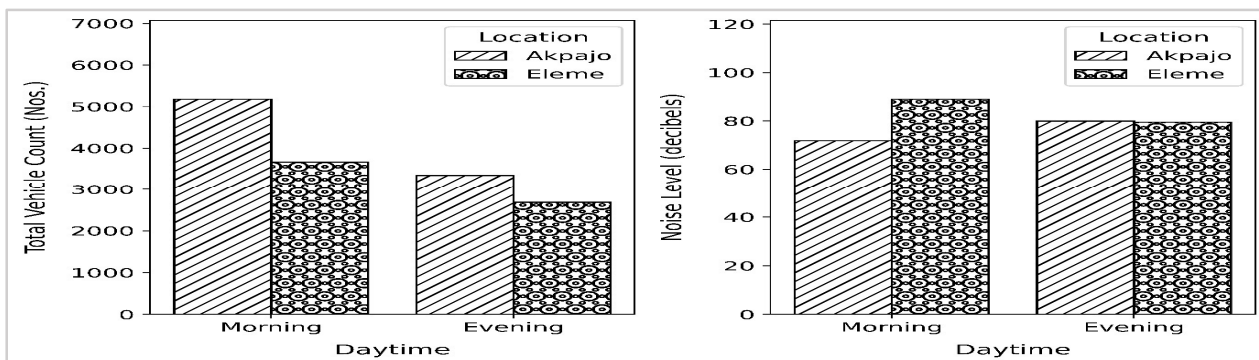 7000
6000
5000
4000
3000
2000
1000
0
Total Vehicle Count (Nos.)
Location
Akpajo
Eleme
Morning
Evening
Daytime
120
100
80
60
40
20
0
Noise Level (decibels)
Location
Akpajo
Eleme
Morning
Evening
Daytime